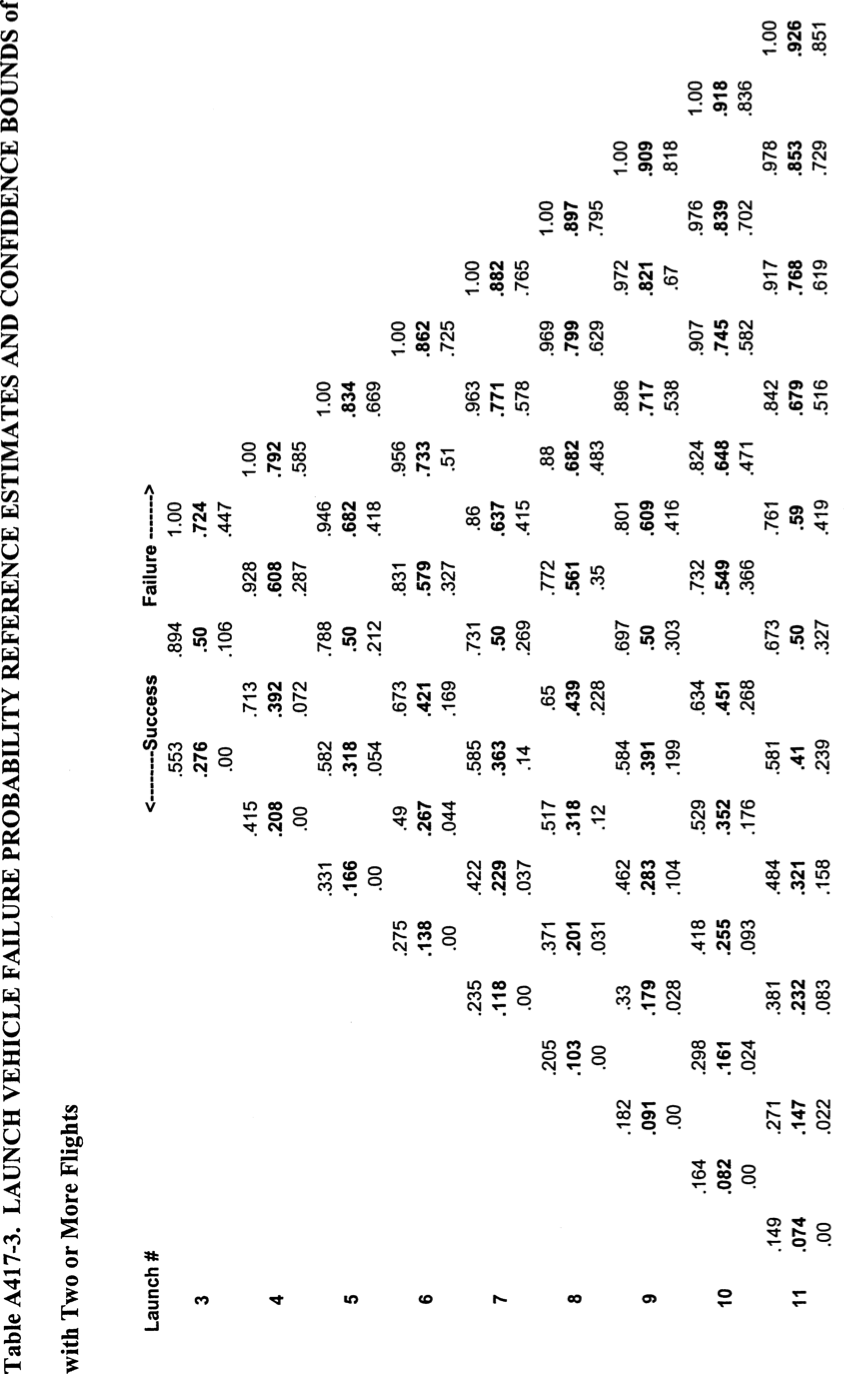 Table A417-3. LAUNCH VEHICLE FAILURE PROBABILITY REFERENCE ESTIMATES AND CONFIDENCE BOUNDS of
with Two or More Flights
Launch # <--------Success Failure ------->
.553 .894 1.00
3 .276 .50 .724
.00 .106 .447
.415 .713 .928 1.00
4 .208 .392 .608 .792
.00 .072 .287 .585
.331 .582 .788 .946 1.00
5 .166 .318 .50 .682 .834
.00 .054 .212 .418 .669
.275 .49 .673 .831 .956 1.00
6 .138 .267 .421 .579 .733 .862
.00 .044 .169 .327 .51 .725
.235 .422 .585 .731 .86 .963 1.00
7 .118 .229 .363 .50 .637 .771 .882
.00 .037 .14 .269 .415 .578 .765
.205 .371 .517 .65 .772 .88 .969 1.00
8 .103 .201 .318 .439 .561 .682 .799 .897
.00 .031 .12 .228 .35 .483 .629 .795
.182 .33 .462 .584 .697 .801 .896 .972 1.00
9 .091 .179 .283 .391 .50 .609 .717 .821 .909
.00 .028 .104 .199 .303 .416 .538 .67 .818
.164 .298 .418 .529 .634 .732 .824 .907 .976 1.00
10 .082 .161 .255 .352 .451 .549 .648 .745 .839 .918
.00 .024 .093 .176 .268 .366 .471 .582 .702 .836
.149 .271 .381 .484 .581 .673 .761 .842 .917 .978 1.00
11 .074 .147 .232 .321 .41 .50 .59 .679 .768 .853 .926
.00 .022 .083 .158 .239 .327 .419 .516 .619 .729 .851